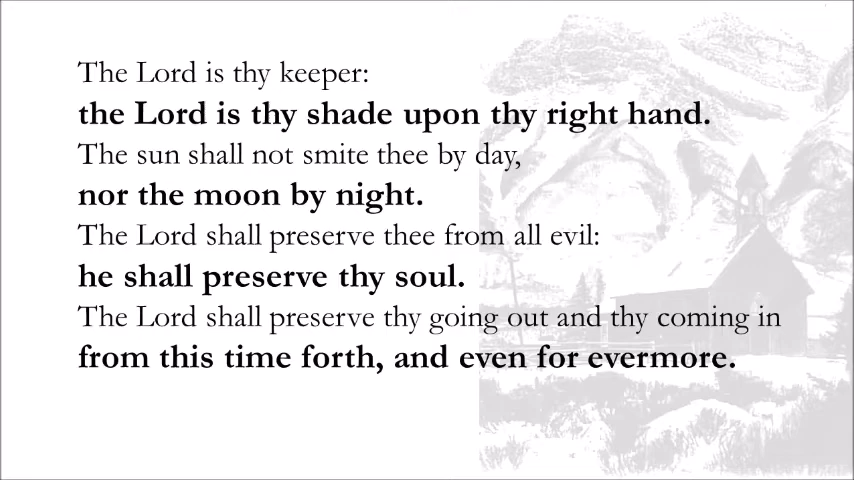 The Lord is thy keeper:
the Lord is thy shade upon thy right hand.
The sun shall not smite thee by day,
nor the moon by night.
The Lord shall preserve thee from all evil:
he shall preserve thy soul.
The Lord shall preserve thy going out and thy coming in
from this time forth, and even for evermore.